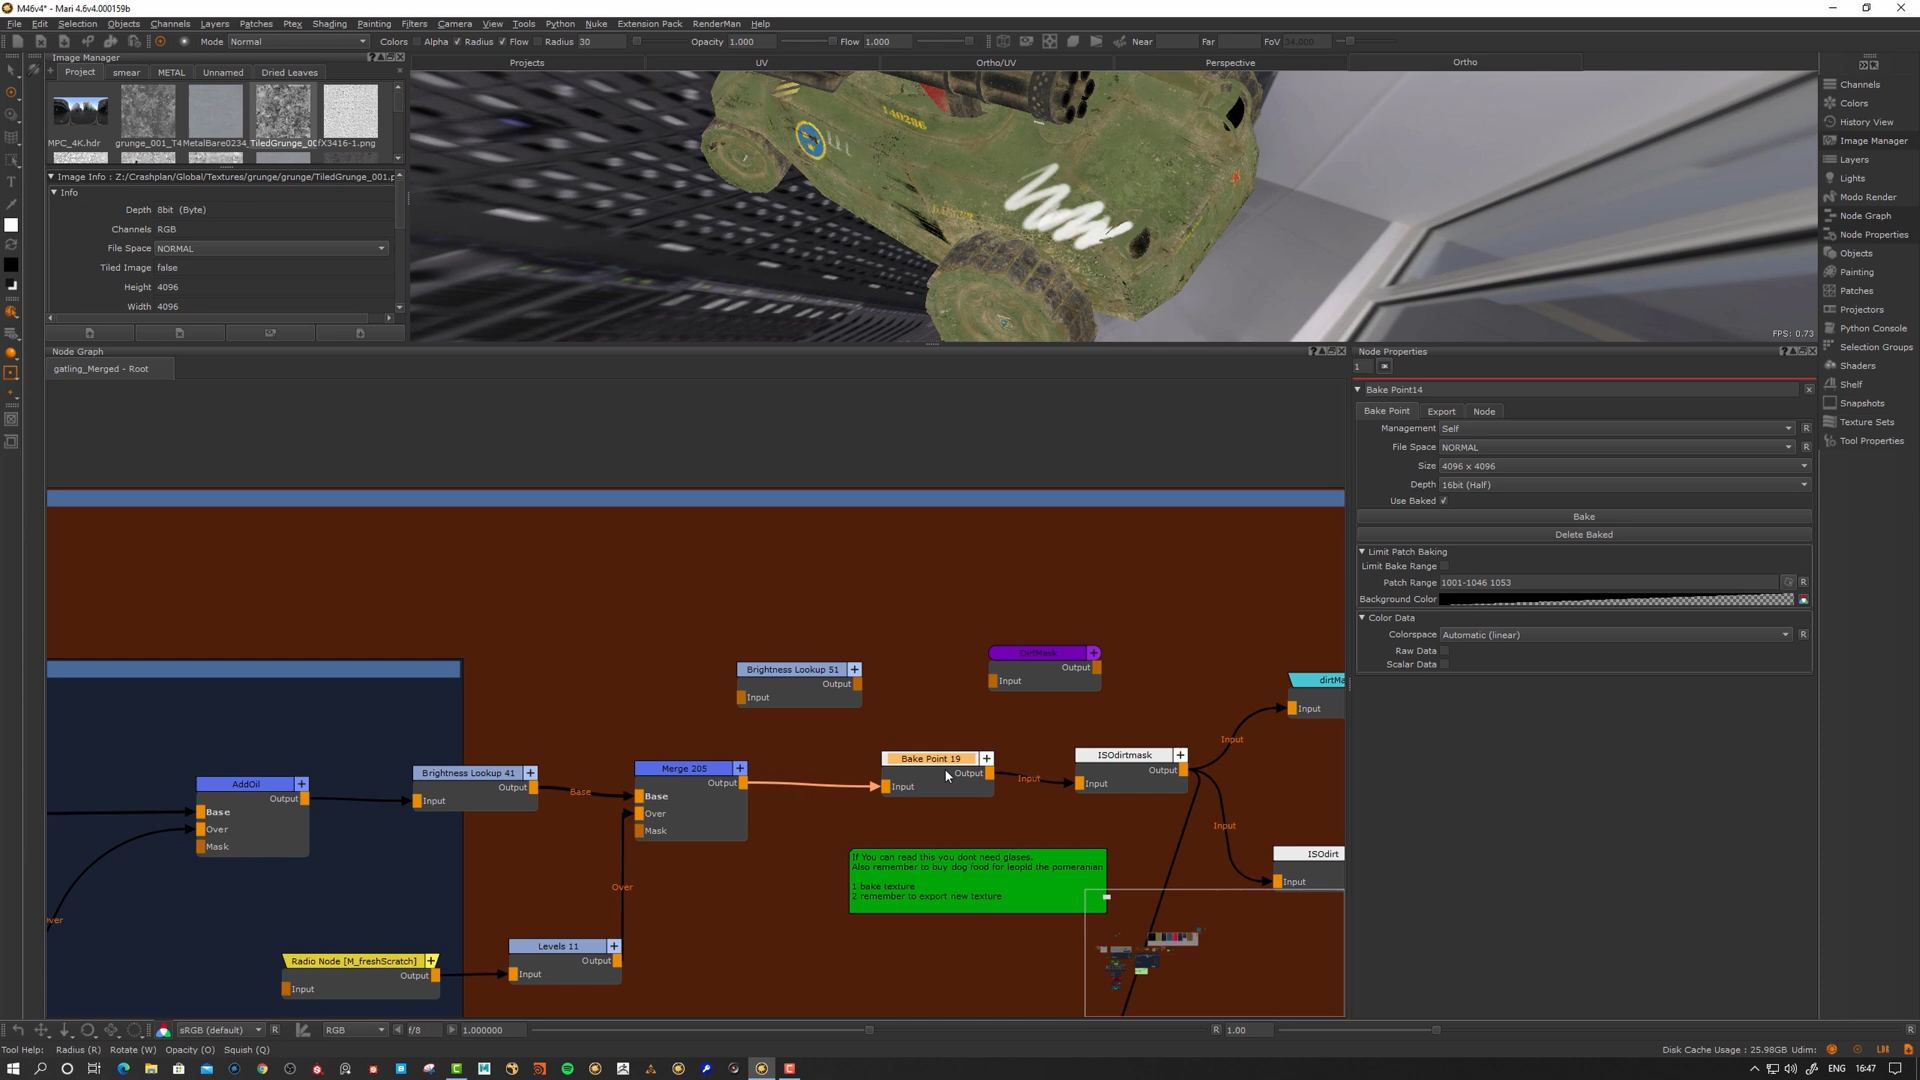 M46v4* - Mari 4.6v4.000159b
File Edit Selection Objects Channels Layers Patches Ptex Shading Painting Filters Camera View Tools Python Nuke Extension Pack RenderMan Help
Mode Normal Colors Alpha Radius Flow Radius 30 Opacity 1.000 Flow 1.000 Near Far FoV
Image Manager
Project smear METAL Unnamed Dried Leaves
MPC_4K.hdr grunge_001_T4 MetalBare0234_ TiledGrunge_00 fX3416-1.png
Image Info : Z:/Crashplan/Global/Textures/grunge/grunge/TiledGrunge_001.p
Info
Depth 8bit (Byte)
Channels RGB
File Space NORMAL
Tiled Image false
Height 4096
Width 4096
Projects UV Ortho/UV Perspective Ortho
140286
FPS: 0.73
Channels
Colors
History View
Image Manager
Layers
Lights
Modo Render
Node Graph
Node Properties
Objects
Painting
Patches
Projectors
Python Console
Selection Groups
Shaders
Shelf
Snapshots
Texture Sets
Tool Properties
Node Graph
gatling_Merged - Root
Node Properties
1
Bake Point14
Bake Point Export Node
Management Self R
File Space NORMAL R
Size 4096 x 4096
Depth 16bit (Half)
Use Baked
Bake
Delete Baked
Limit Patch Baking
Limit Bake Range
Patch Range 1001-1046 1053 R
Background Color
Color Data
Colorspace Automatic (linear) R
Raw Data
Scalar Data
DirtMask
Output
Input
Brightness Lookup 51
Output
Input
dirtMa
Input
AddOil
Output
Base
Over
Mask
Brightness Lookup 41
Output
Input
Base
Merge 205
Output
Base
Over
Mask
Bake Point 19
Output
Input
Input
ISOdirtmask
Output
Input
Input
Input
ISOdirt
Input
If You can read this you dont need glases.
Also remember to buy dog food for leopld the pomeranian
1 bake texture
2 remember to export new texture
Over
ver
Radio Node [M_freshScratch]
Output
Input
Levels 11
Output
Input
sRGB (default) R RGB f/8 1.000000 R 1.00 R
Tool Help: Radius (R) Rotate (W) Opacity (O) Squish (Q)
Disk Cache Usage : 25.98GB Udim:
ENG 16:47